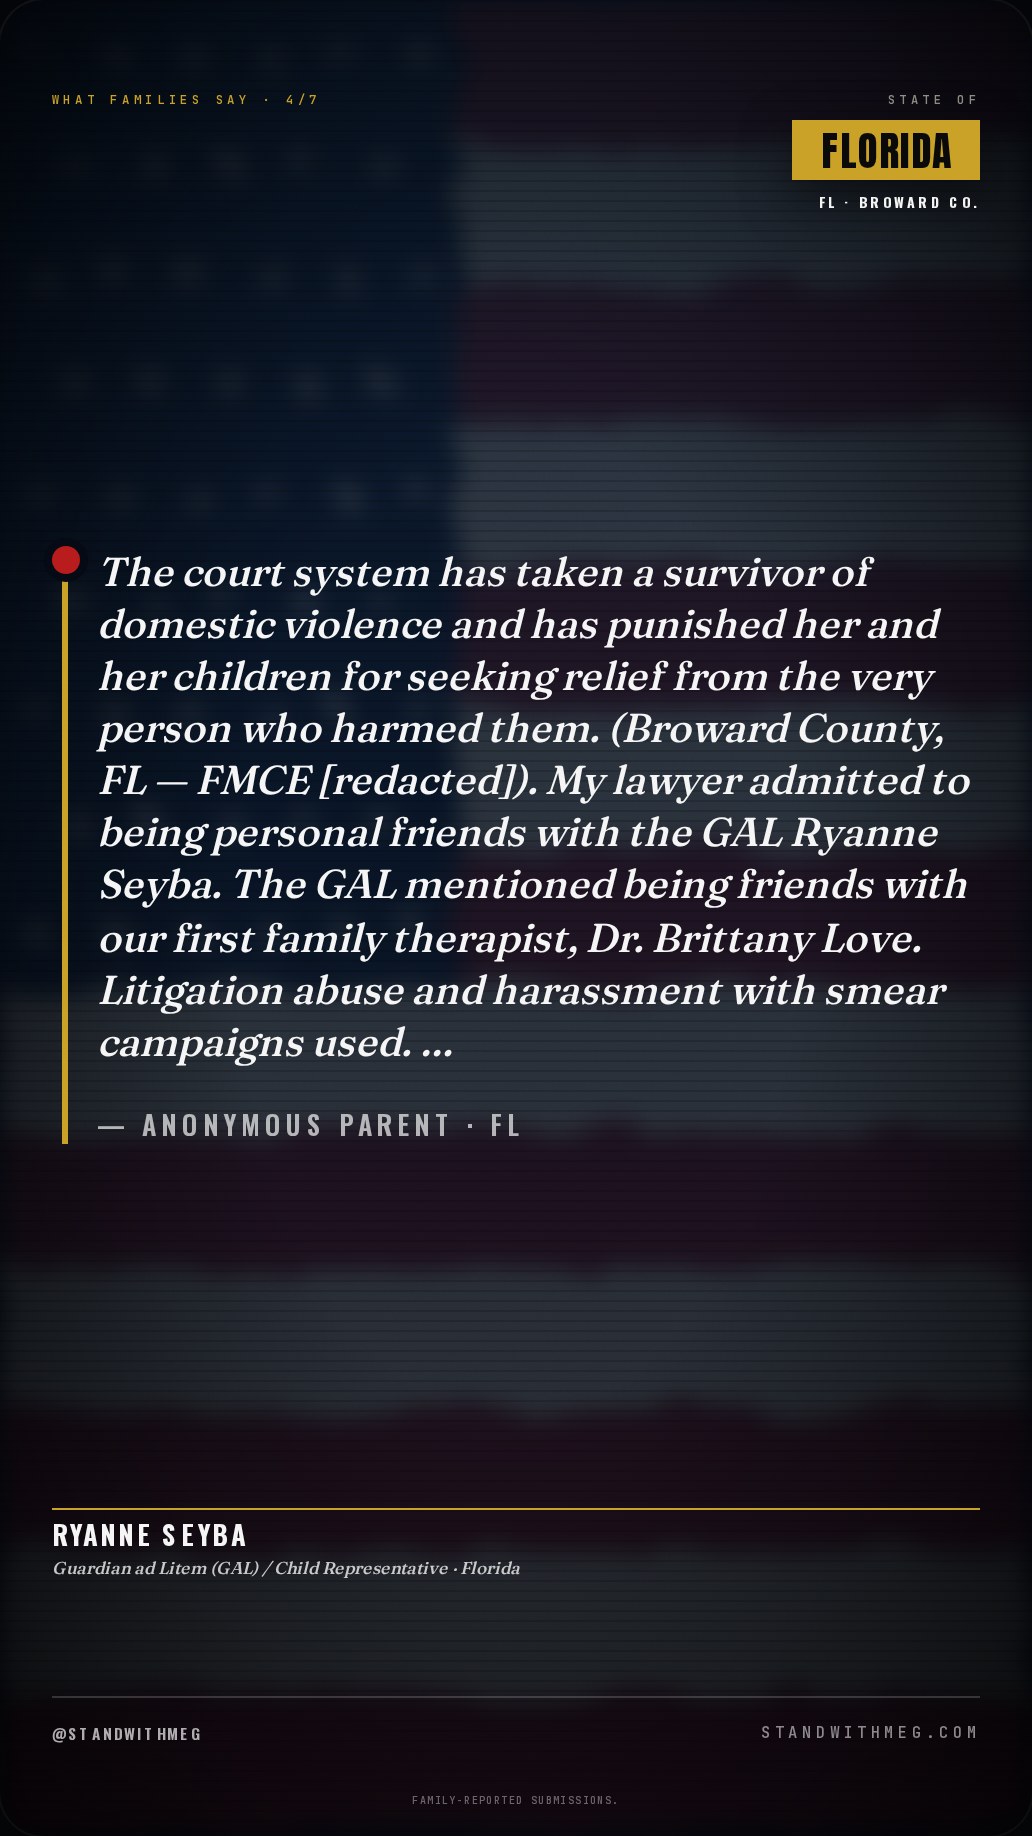 WHAT FAMILIES SAY · 4/7
STATE OF
FLORIDA
FL · BROWARD CO.
The court system has taken a survivor of
domestic violence and has punished her and
her children for seeking relief from the very
person who harmed them. (Broward County,
FL — FMCE [redacted]). My lawyer admitted to
being personal friends with the GAL Ryanne
Seyba. The GAL mentioned being friends with
our first family therapist, Dr. Brittany Love.
Litigation abuse and harassment with smear
campaigns used. ...
— ANONYMOUS PARENT · FL
RYANNE SEYBA
Guardian ad Litem (GAL) / Child Representative · Florida
@STANDWITHMEG
STANDWITHMEG.COM
FAMILY-REPORTED SUBMISSIONS.